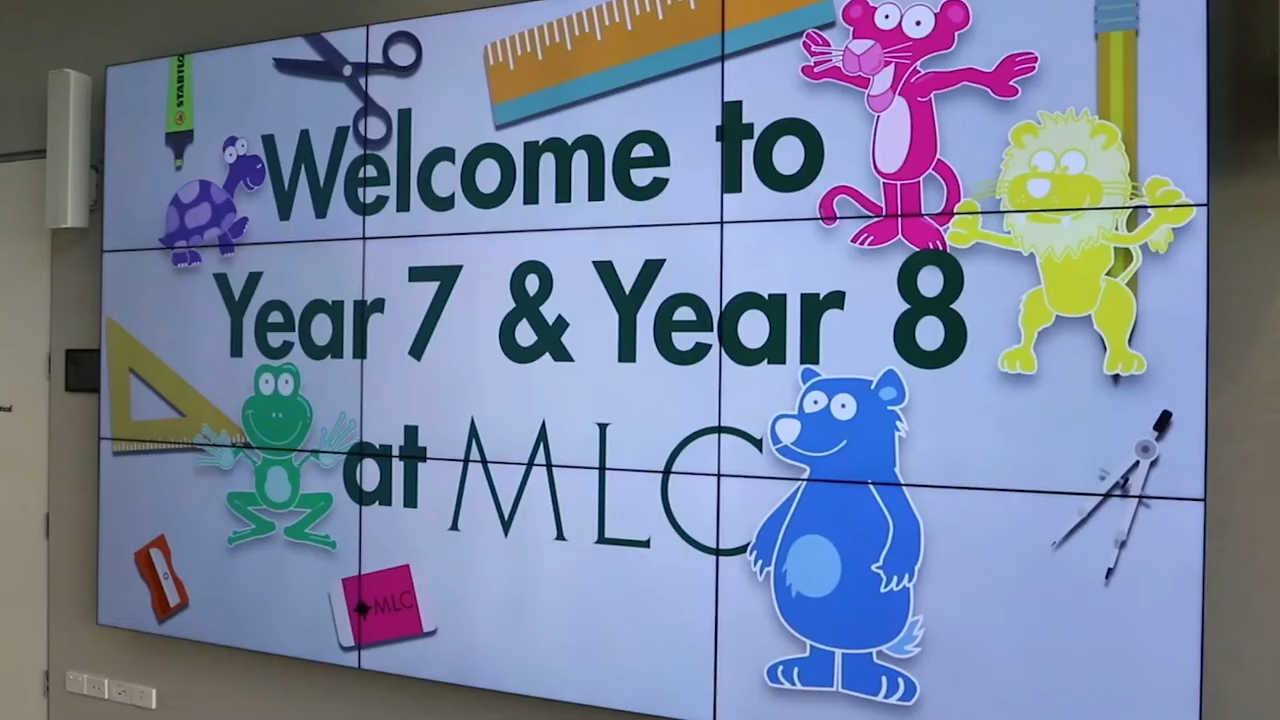 STABILO
Welcome to
Year 7 & Year 8
at MLC
MLC